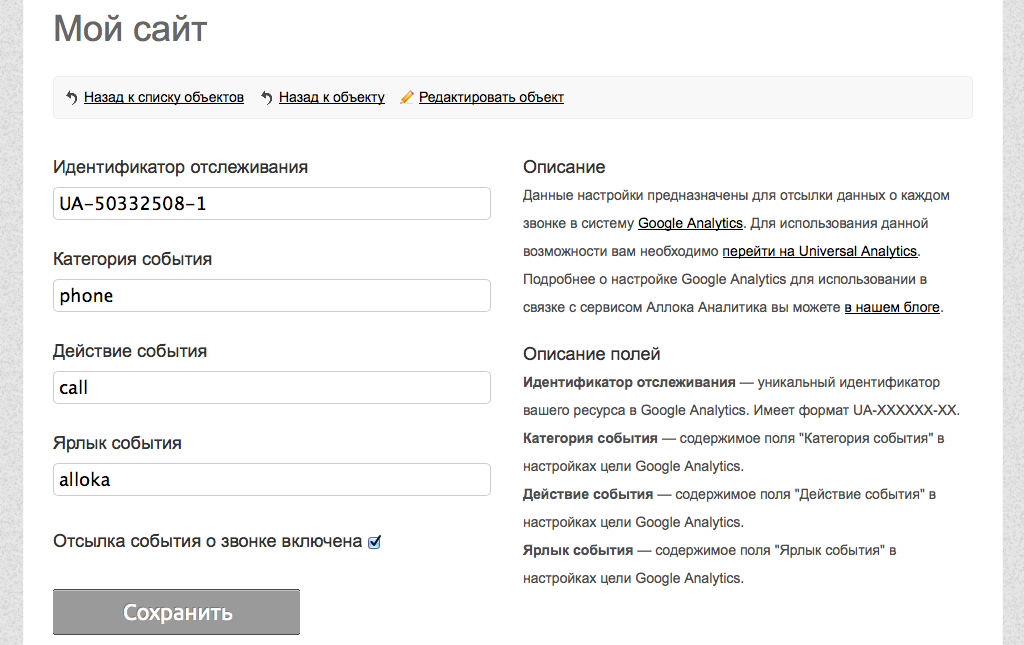 Мой сайт
Назад к списку объектов Назад к объекту Редактировать объект
Идентификатор отслеживания
UA-50332508-1
Категория события
phone
Действие события
call
Ярлык события
alloka
Отсылка события о звонке включена
Сохранить
Описание
Данные настройки предназначены для отсылки данных о каждом
звонке в систему Google Analytics. Для использования данной
возможности вам необходимо перейти на Universal Analytics.
Подробнее о настройке Google Analytics для использовании в
связке с сервисом Аллока Аналитика вы можете в нашем блоге.
Описание полей
Идентификатор отслеживания — уникальный идентификатор
вашего ресурса в Google Analytics. Имеет формат UA-XXXXXX-XX.
Категория события — содержимое поля "Категория события" в
настройках цели Google Analytics.
Действие события — содержимое поля "Действие события" в
настройках цели Google Analytics.
Ярлык события — содержимое поля "Ярлык события" в
настройках цели Google Analytics.